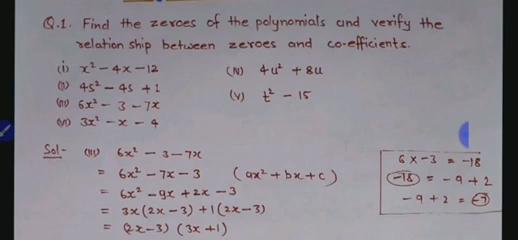 Q.1. Find the zeroes of the polynomials and verify the
relation ship between zeroes and co-efficients.
(i) x² - 4x - 12 (IV) 4u² + 8u
(ii) 4s² - 4s + 1 (V) t² - 15
(iii) 6x² - 3 - 7x
(vi) 3x² - x - 4
Sol- (iii) 6x² - 3 - 7x
= 6x² - 7x - 3 (ax² + bx + c)
= 6x² - 9x + 2x - 3
= 3x (2x - 3) + 1 (2x - 3)
= (2x - 3) (3x + 1)
6 x -3 = -18
-18 = -9 + 2
-9 + 2 = -7